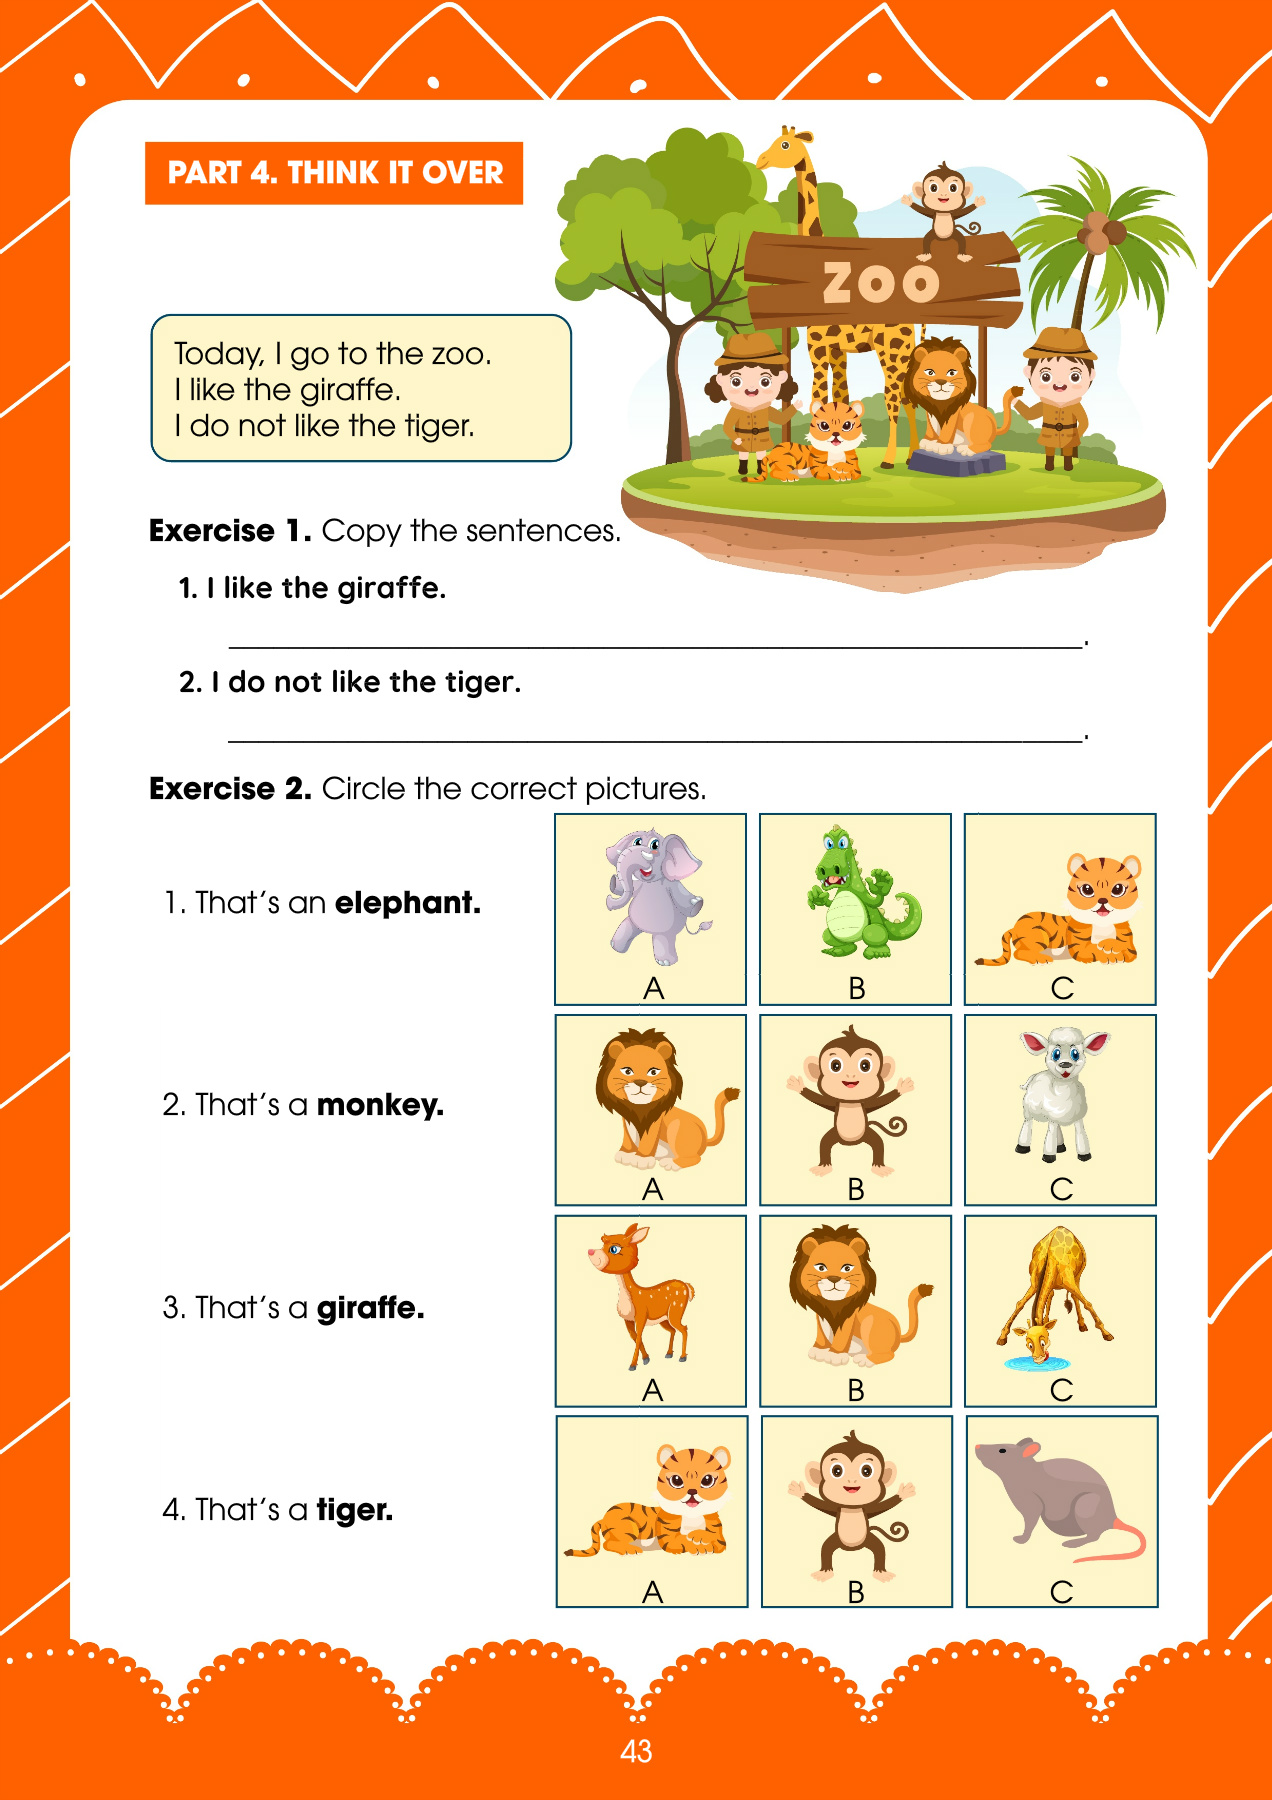 PART 4. THINK IT OVER
ZOO
Today, I go to the zoo.
I like the giraffe.
I do not like the tiger.
Exercise 1. Copy the sentences.
1. I like the giraffe.
.
2. I do not like the tiger.
.
Exercise 2. Circle the correct pictures.
1. That's an elephant.
A B C
2. That's a monkey.
A B C
3. That's a giraffe.
A B C
4. That's a tiger.
A B C
43